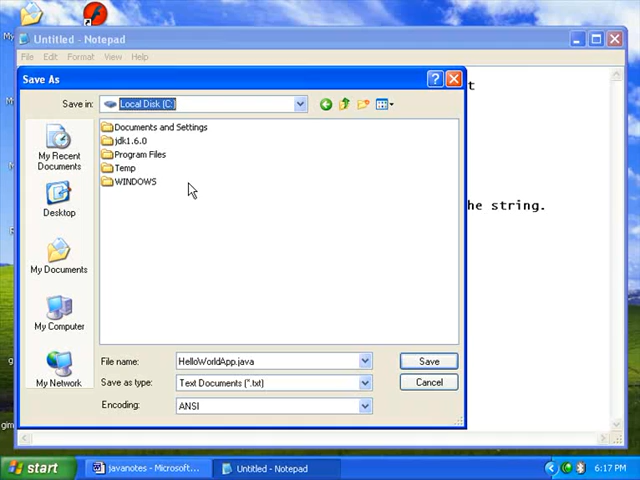 Untitled - Notepad
File Edit Format View Help
t
Save As
Save in: Local Disk (C:)
Documents and Settings
jdk1.6.0
Program Files
Temp
WINDOWS
he string.
My Recent
Documents
Desktop
My Documents
My Computer
My Network
File name: HelloWorldApp.java Save
Save as type: Text Documents (*.txt) Cancel
Encoding: ANSI
gim
start javanotes - Microsoft... Untitled - Notepad 6:17 PM